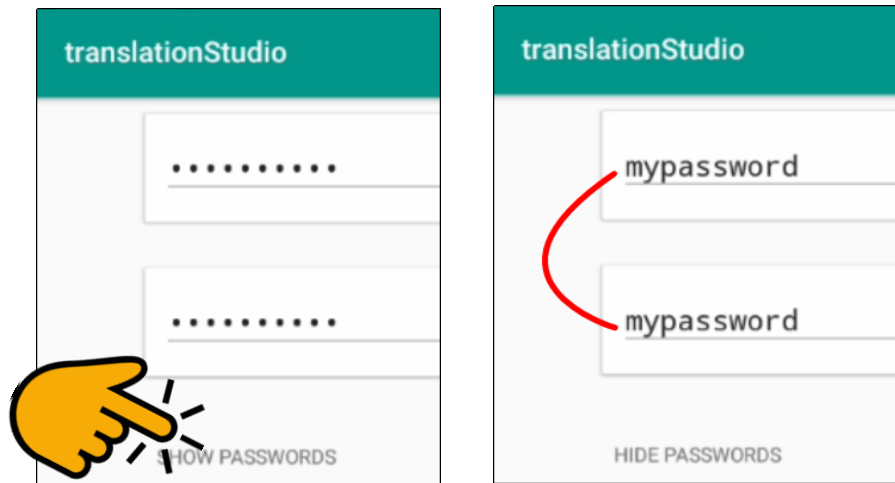 translationStudio
••••••••••
••••••••••
SHOW PASSWORDS
translationStudio
mypassword
mypassword
HIDE PASSWORDS